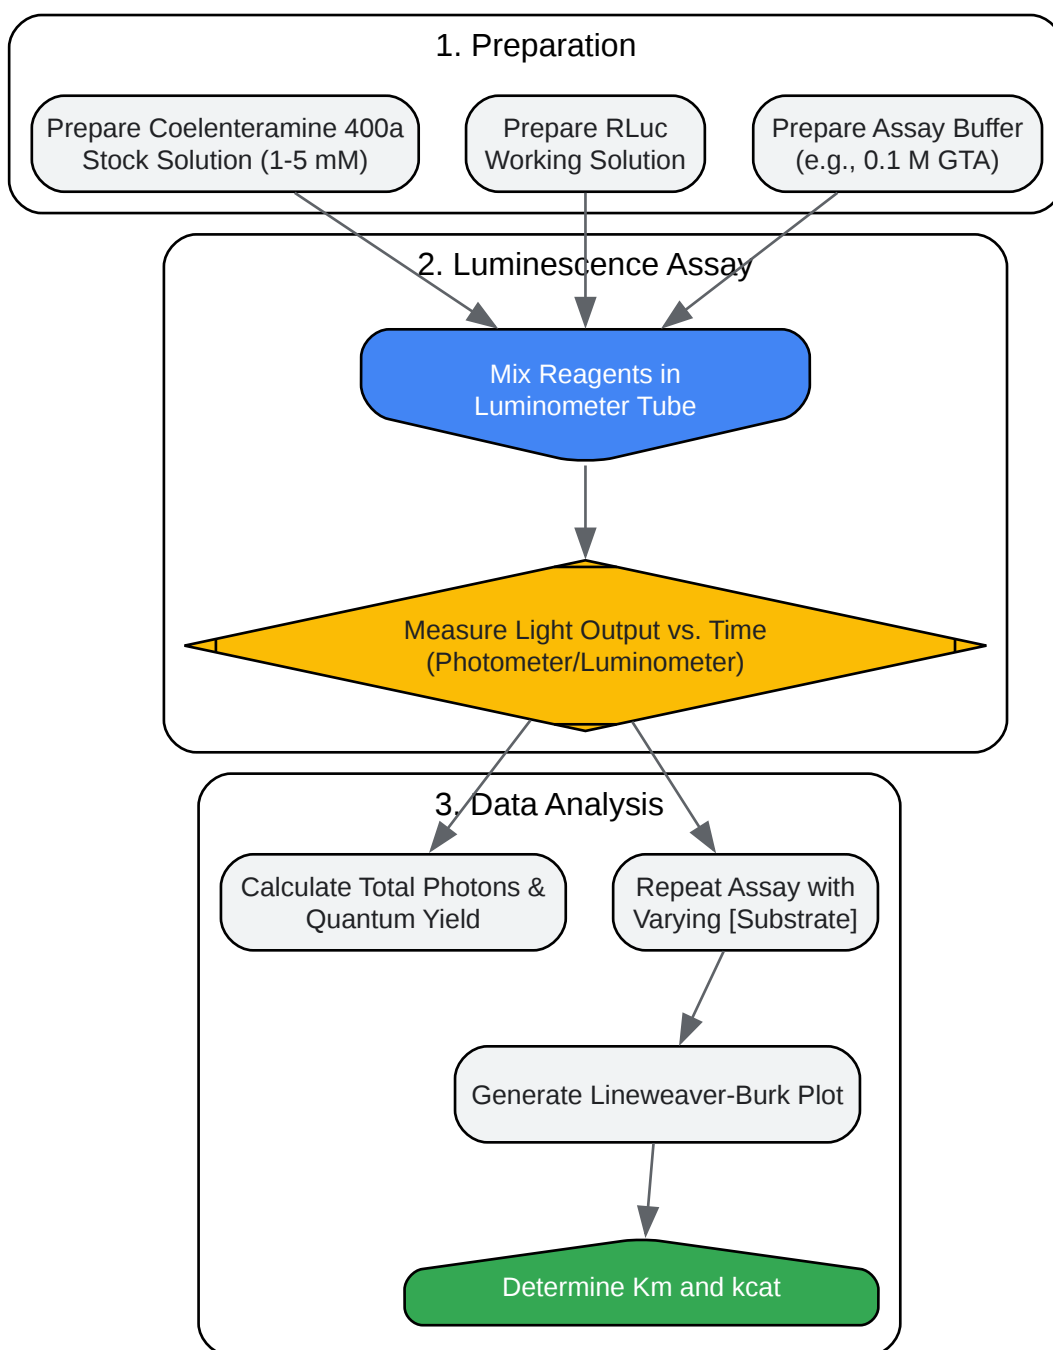 1. Preparation
Prepare Coelenteramine 400a
Stock Solution (1-5 mM)
Prepare RLuc
Working Solution
Prepare Assay Buffer
(e.g., 0.1 M GTA)
2. Luminescence Assay
Mix Reagents in
Luminometer Tube
Measure Light Output vs. Time
(Photometer/Luminometer)
3. Data Analysis
Calculate Total Photons &
Quantum Yield
Repeat Assay with
Varying [Substrate]
Generate Lineweaver-Burk Plot
Determine Km and kcat